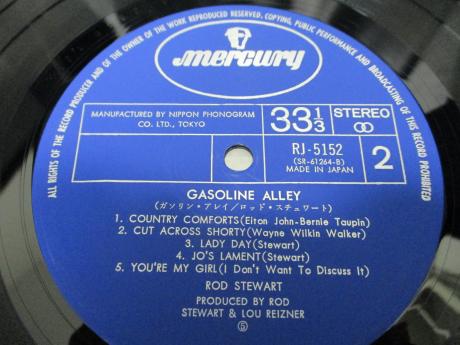 ALL RIGHTS OF THE RECORD PRODUCER AND OF THE OWNER OF THE WORK REPRODUCED RESERVED, COPYING, PUBLIC PERFORMANCE AND BROADCASTING OF THIS RECORD PROHIBITED
mercury
MANUFACTURED BY NIPPON PHONOGRAM
CO. LTD., TOKYO
33 1/3
STEREO
RJ-5152
(SR-61264-B)
MADE IN JAPAN
2
GASOLINE ALLEY
(ガソリン・アレイ/ロッド・スチュワート)
1. COUNTRY COMFORTS(Elton John-Bernie Taupin)
2. CUT ACROSS SHORTY(Wayne Wilkin Walker)
3. LADY DAY(Stewart)
4. JO'S LAMENT(Stewart)
5. YOU'RE MY GIRL(I Don't Want To Discuss It)
ROD STEWART
PRODUCED BY ROD
STEWART & LOU REIZNER